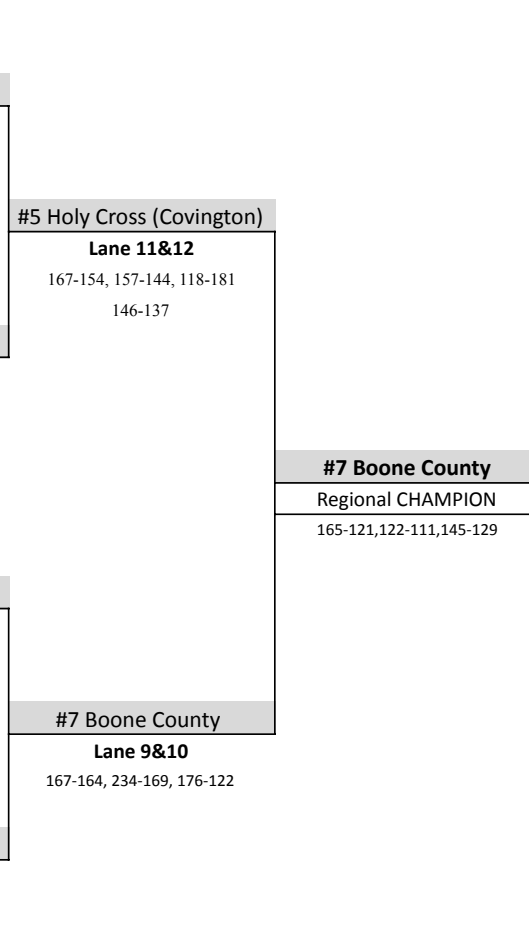 #5 Holy Cross (Covington)
Lane 11&12
167-154, 157-144, 118-181
146-137
#7 Boone County
Regional CHAMPION
165-121,122-111,145-129
#7 Boone County
Lane 9&10
167-164, 234-169, 176-122